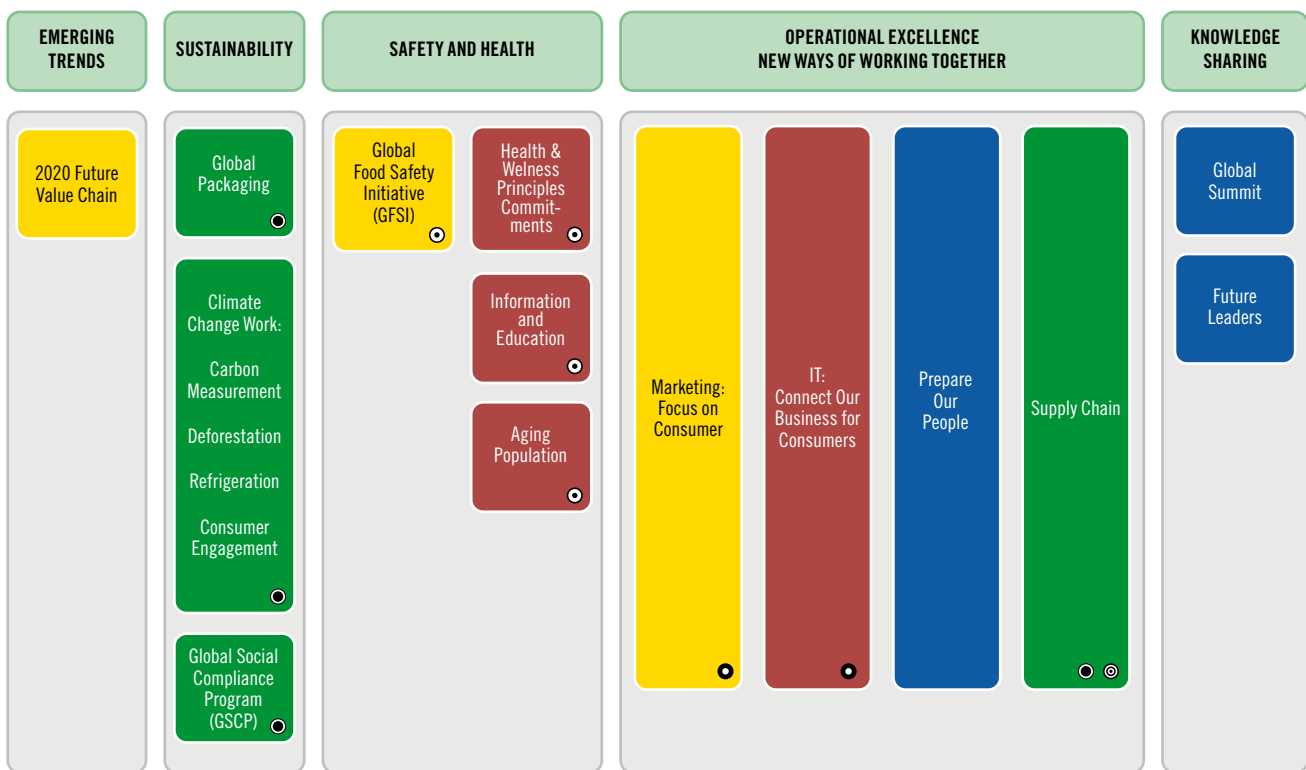 EMERGING
TRENDS
SUSTAINABILITY
SAFETY AND HEALTH
OPERATIONAL EXCELLENCE
NEW WAYS OF WORKING TOGETHER
KNOWLEDGE
SHARING
2020 Future
Value Chain
Global
Packaging
Climate
Change Work:
Carbon
Measurement
Deforestation
Refrigeration
Consumer
Engagement
Global Social
Compliance
Program
(GSCP)
Global
Food Safety
Initiative
(GFSI)
Health &
Welness
Principles
Commit-
ments
Information
and
Education
Aging
Population
Marketing:
Focus on
Consumer
IT:
Connect Our
Business for
Consumers
Prepare
Our
People
Supply Chain
Global
Summit
Future
Leaders